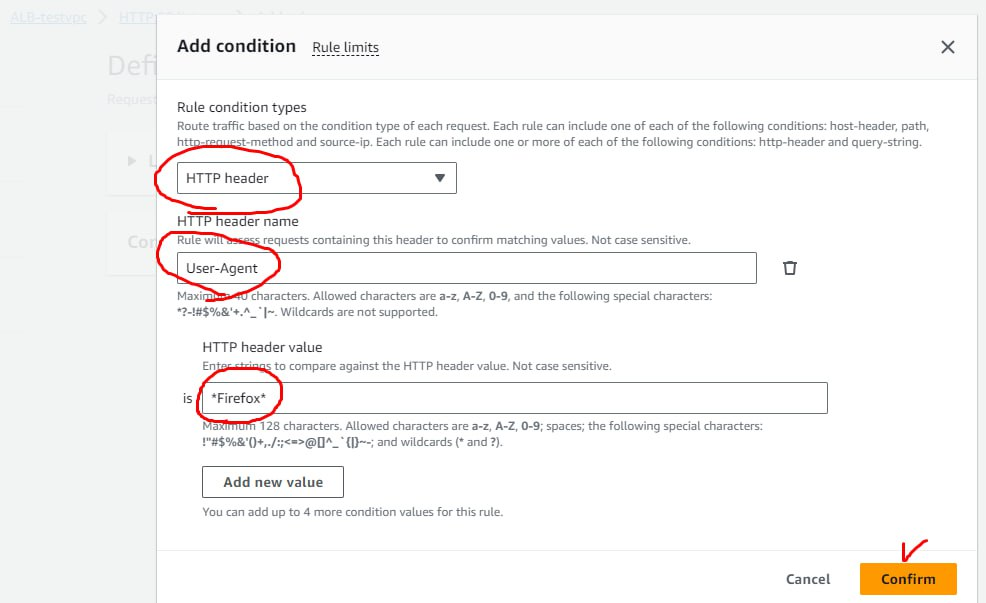 ALB-testvpc
HTTP
Add condition Rule limits
Defi
Request
Rule condition types
Route traffic based on the condition type of each request. Each rule can include one of each of the following conditions: host-header, path,
http-request-method and source-ip. Each rule can include one or more of each of the following conditions: http-header and query-string.
HTTP header
HTTP header name
Rule will assess requests containing this header to confirm matching values. Not case sensitive.
User-Agent
Maximum 40 characters. Allowed characters are a-z, A-Z, 0-9, and the following special characters:
*?-!#$%&'+.^_`|~. Wildcards are not supported.
HTTP header value
Enter strings to compare against the HTTP header value. Not case sensitive.
is *Firefox*
Maximum 128 characters. Allowed characters are a-z, A-Z, 0-9; spaces; the following special characters:
!"#$%&'()+,./:;<=>@[]^_`{|}~-; and wildcards (* and ?).
Add new value
You can add up to 4 more condition values for this rule.
Cancel Confirm